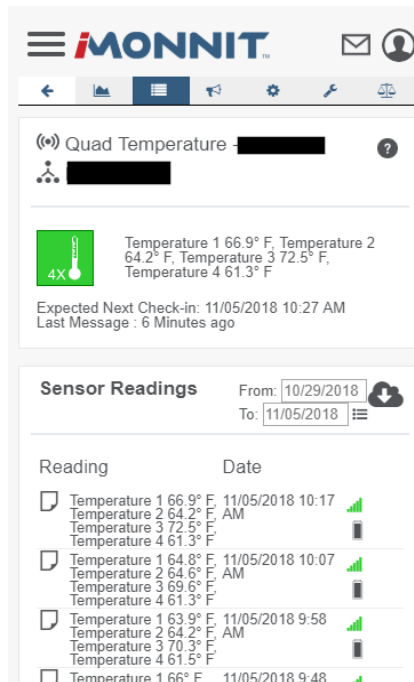 iMONNIT™
Quad Temperature -
?
4X
Temperature 1 66.9° F, Temperature 2
64.2° F, Temperature 3 72.5° F,
Temperature 4 61.3° F
Expected Next Check-in: 11/05/2018 10:27 AM
Last Message : 6 Minutes ago
Sensor Readings
From: 10/29/2018
To: 11/05/2018
Reading Date
Temperature 1 66.9° F, 11/05/2018 10:17
Temperature 2 64.2° F, AM
Temperature 3 72.5° F,
Temperature 4 61.3° F
Temperature 1 64.8° F, 11/05/2018 10:07
Temperature 2 64.6° F, AM
Temperature 3 69.6° F,
Temperature 4 61.3° F
Temperature 1 63.9° F, 11/05/2018 9:58
Temperature 2 64.2° F, AM
Temperature 3 70.3° F,
Temperature 4 61.5° F
Temperature 1 66° F, 11/05/2018 9:48